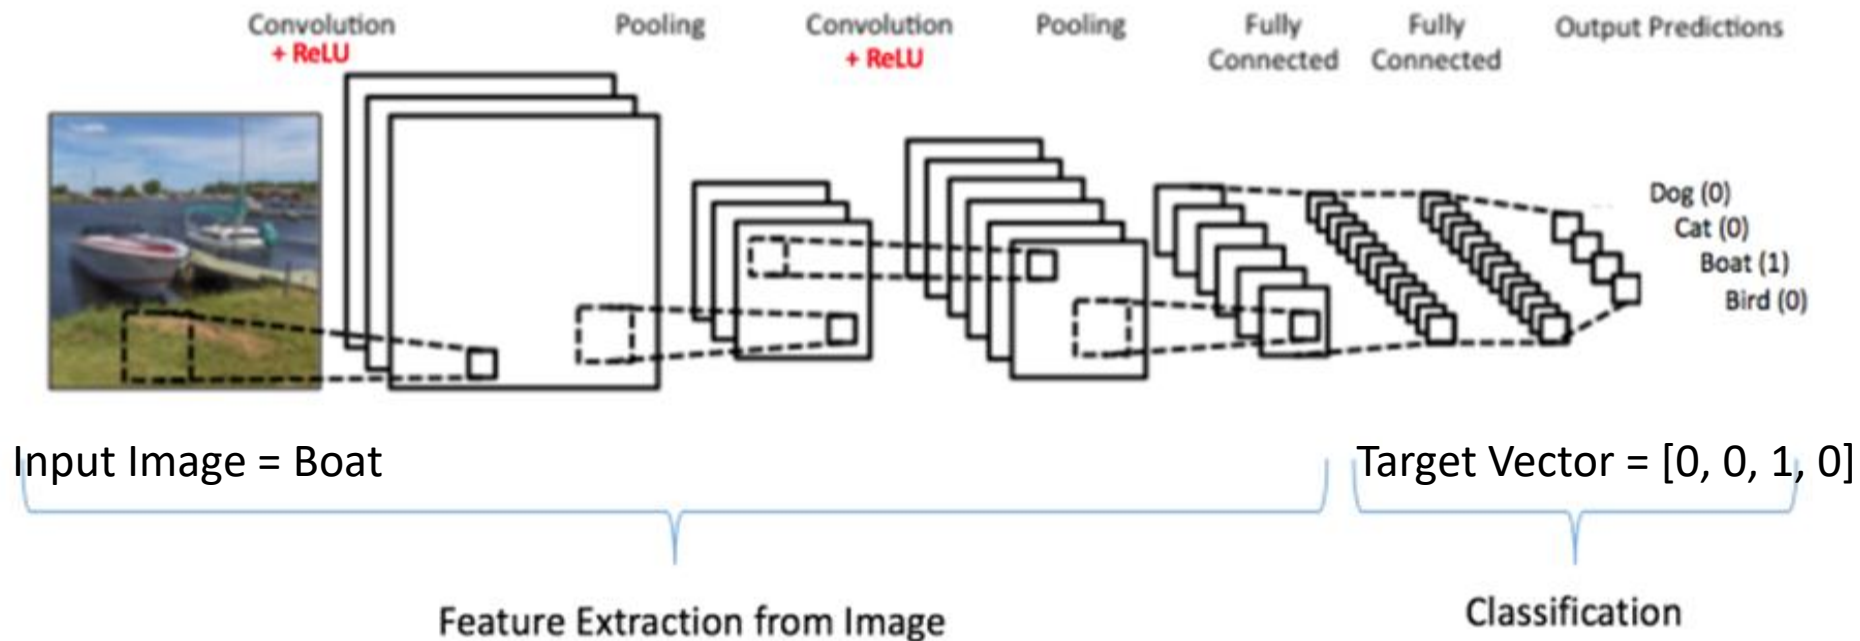 Convolution
+ ReLU
Pooling
Convolution
+ ReLU
Pooling
Fully
Connected
Fully
Connected
Output Predictions
Dog (0)
Cat (0)
Boat (1)
Bird (0)
Input Image = Boat
Target Vector = [0, 0, 1, 0]
Feature Extraction from Image
Classification